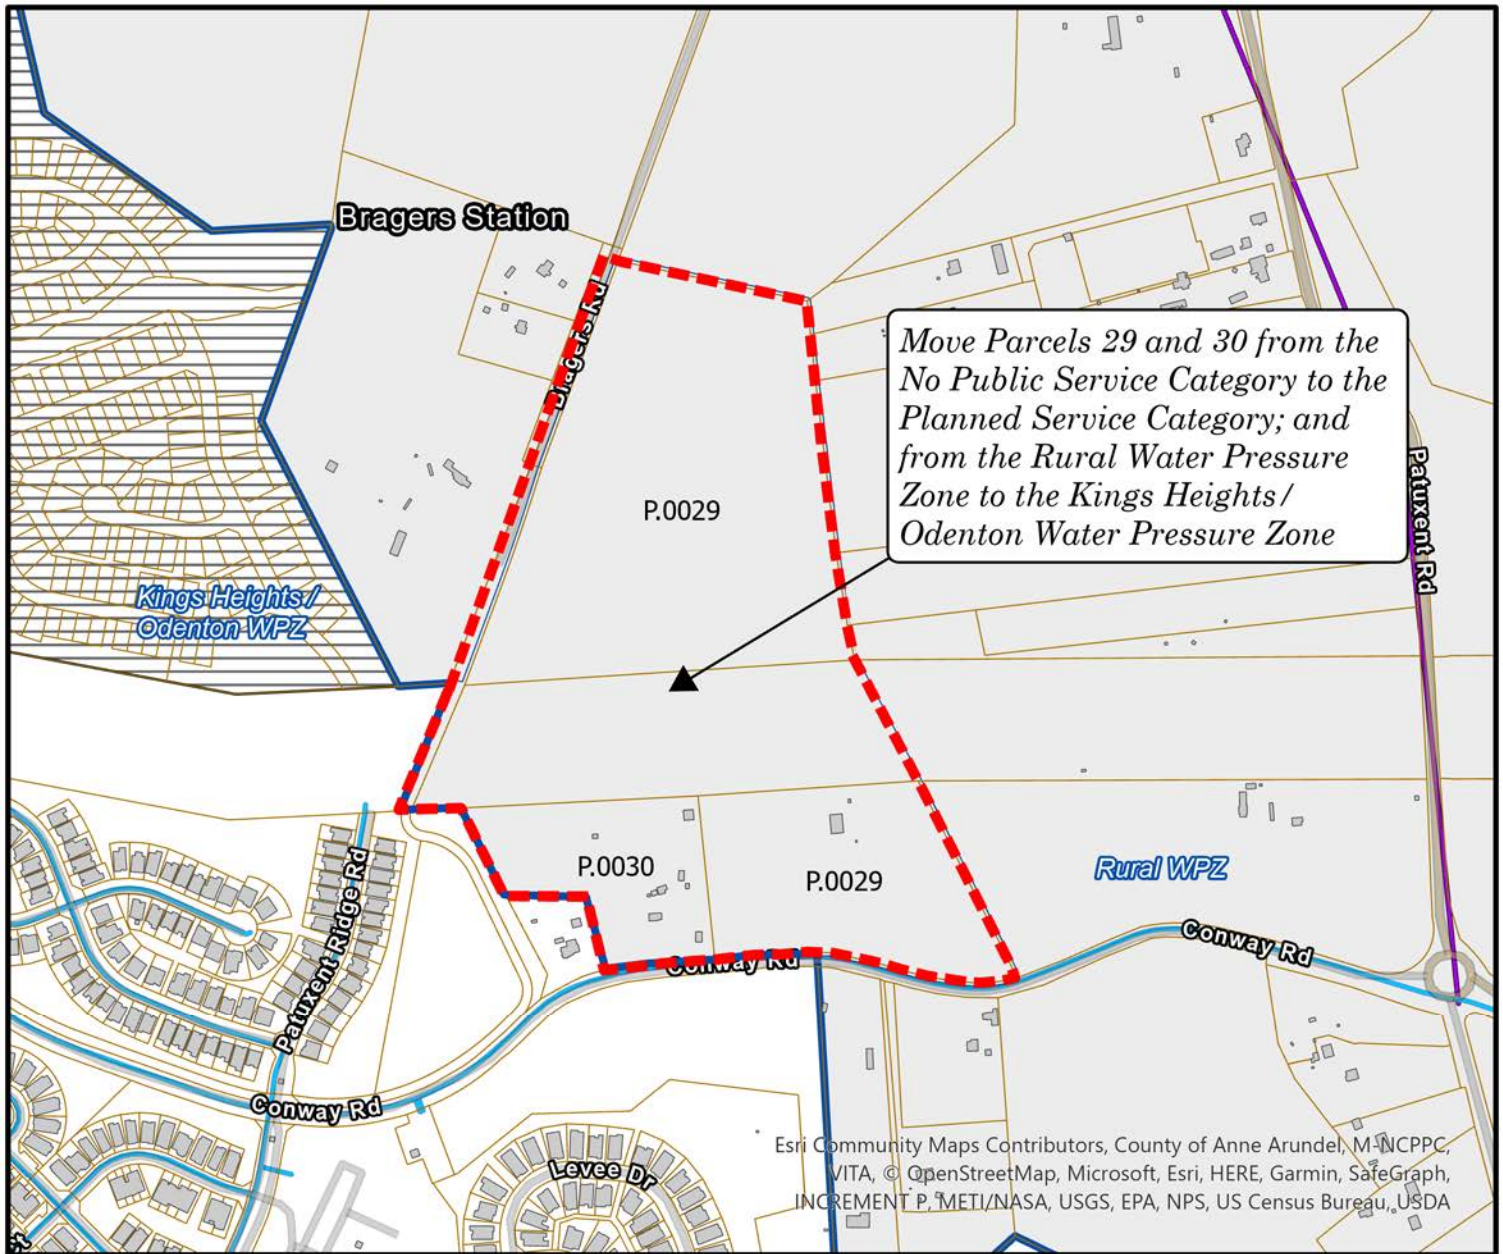 Bragers Station
Bragers Rd
Move Parcels 29 and 30 from the
No Public Service Category to the
Planned Service Category; and
from the Rural Water Pressure
Zone to the Kings Heights/
Odenton Water Pressure Zone
P.0029
Patuxent Rd
Kings Heights/
Odenton WPZ
P.0030
P.0029
Rural WPZ
Patuxent Ridge Rd
Conway Rd
Conway Rd
Conway Rd
Levee Dr
Esri Community Maps Contributors, County of Anne Arundel, M-NCPPC,
VITA, © OpenStreetMap, Microsoft, Esri, HERE, Garmin, SafeGraph,
INCREMENT P, METI/NASA, USGS, EPA, NPS, US Census Bureau, USDA